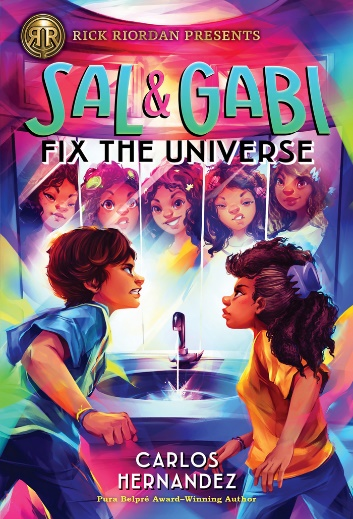 RR
RICK RIORDAN PRESENTS
SAL & GABI
FIX THE UNIVERSE
CARLOS
HERNANDEZ
Pura Belpré Award–Winning Author